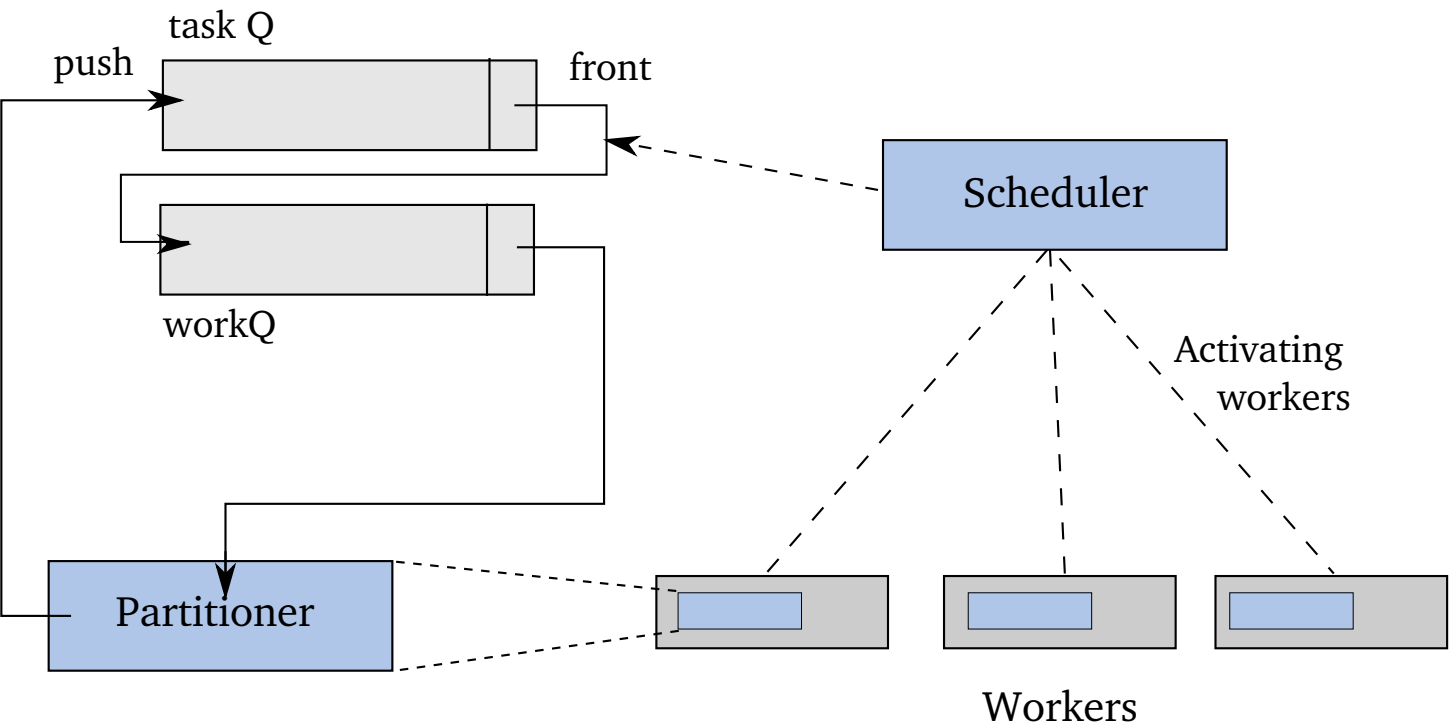 task Q
push
front
Scheduler
workQ
Activating
workers
Partitioner
Workers